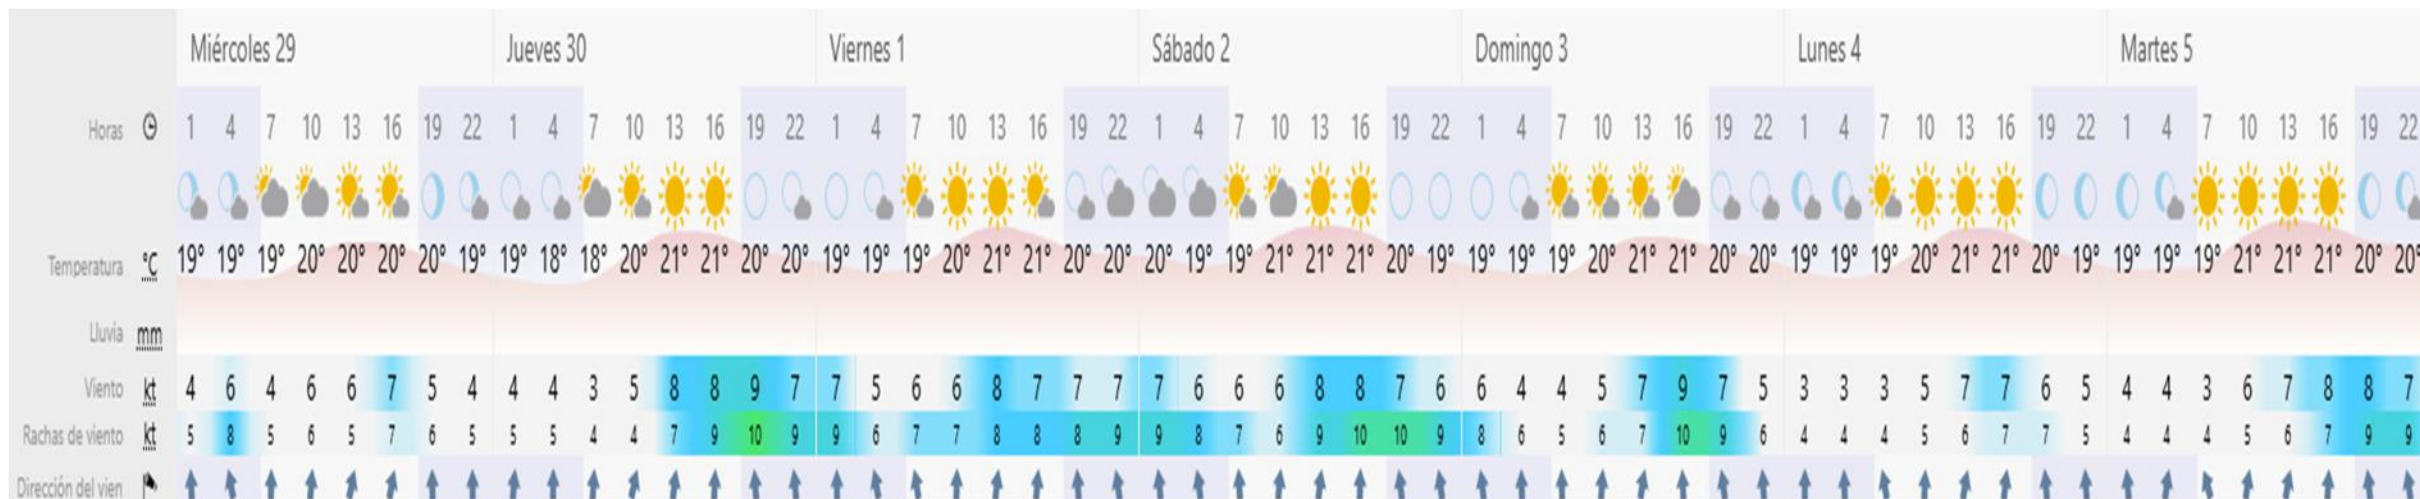 Miércoles 29 Jueves 30 Viernes 1 Sábado 2 Domingo 3 Lunes 4 Martes 5
Horas 1 4 7 10 13 16 19 22 1 4 7 10 13 16 19 22 1 4 7 10 13 16 19 22 1 4 7 10 13 16 19 22 1 4 7 10 13 16 19 22 1 4 7 10 13 16 19 22 1 4 7 10 13 16 19 22
Temperatura °C 19° 19° 19° 20° 20° 20° 20° 19° 19° 18° 18° 20° 21° 21° 20° 20° 19° 19° 19° 20° 21° 21° 20° 20° 20° 19° 19° 21° 21° 21° 20° 19° 19° 19° 19° 20° 21° 21° 20° 20° 19° 19° 19° 20° 21° 21° 20° 19° 19° 19° 19° 21° 21° 21° 20° 20°
Lluvia mm
Viento kt 4 6 4 6 6 7 5 4 4 4 3 5 8 8 9 7 7 5 6 6 8 7 7 7 7 6 6 6 8 8 7 6 6 4 4 5 7 9 7 5 3 3 3 5 7 7 6 5 4 4 3 6 7 8 8 7
Rachas de viento kt 5 8 5 6 5 7 6 5 5 5 4 4 7 9 10 9 9 6 7 7 8 8 8 9 9 8 7 6 9 10 10 9 8 6 5 6 7 10 9 6 4 4 4 5 6 7 7 5 4 4 4 5 6 7 9 9
Dirección del vien